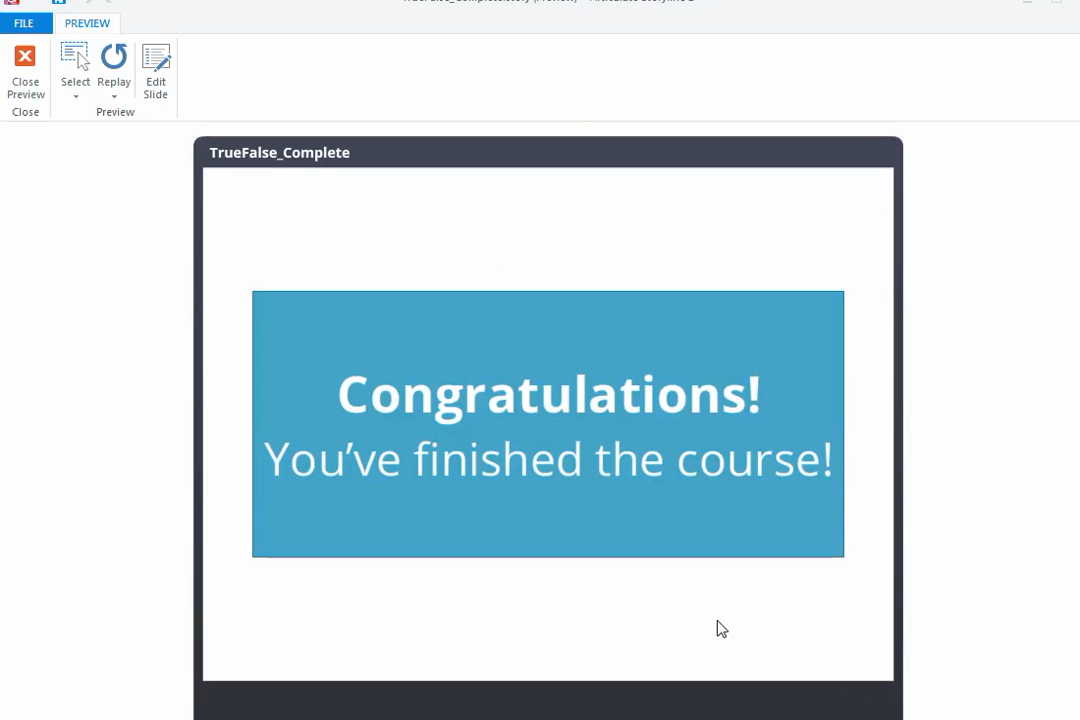 FILE
PREVIEW
Close
Preview
Select
Replay
Edit
Slide
Close
Preview
TrueFalse_Complete
Congratulations!
You’ve finished the course!